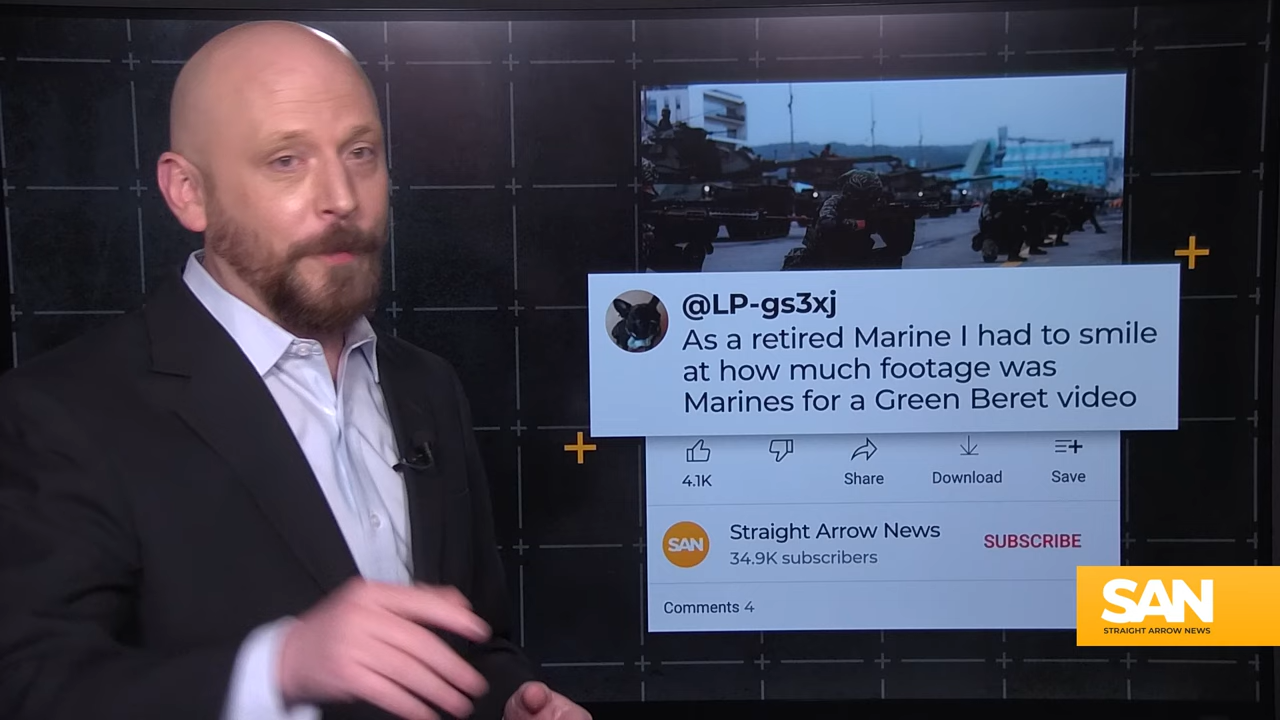 @LP-gs3xj
As a retired Marine I had to smile
at how much footage was
Marines for a Green Beret video
4.1K
Share
Download
Save
SAN
Straight Arrow News
34.9K subscribers
SUBSCRIBE
Comments 4
SAN
STRAIGHT ARROW NEWS